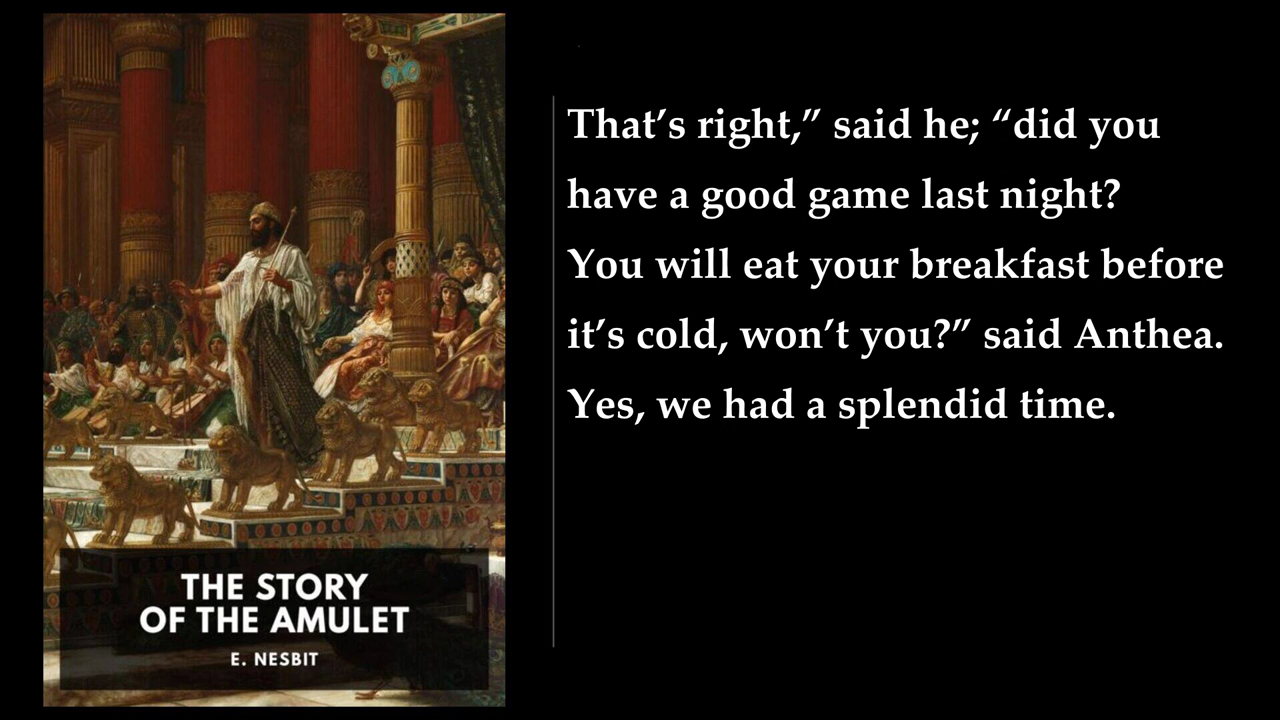 THE STORY
OF THE AMULET
E. NESBIT
That’s right,” said he; “did you
have a good game last night?
You will eat your breakfast before
it’s cold, won’t you?” said Anthea.
Yes, we had a splendid time.